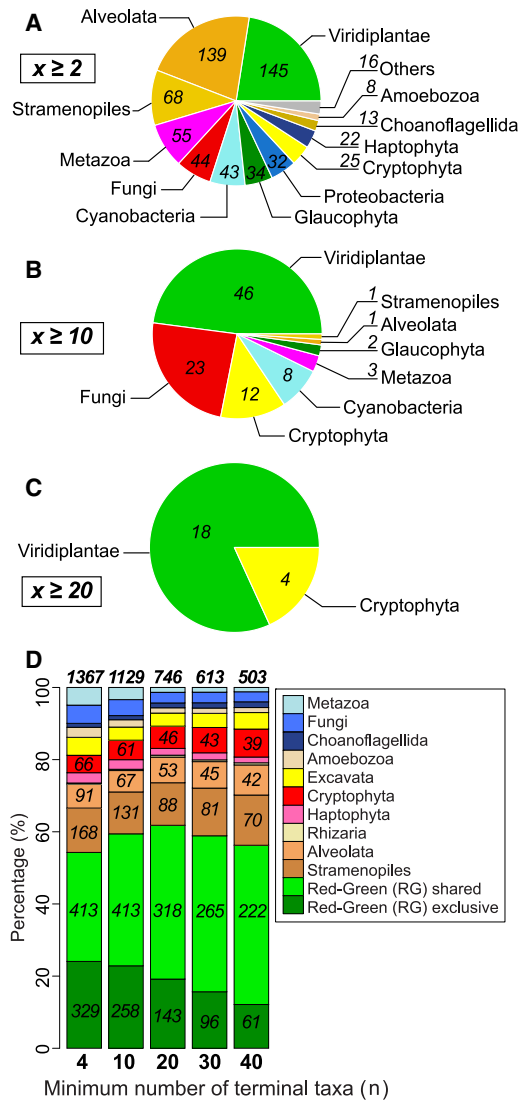 A
x ≥ 2
Alveolata
139
Viridiplantae
145
16 Others
8 Amoebozoa
13 Choanoflagellida
22 Haptophyta
25 Cryptophyta
32 Proteobacteria
34 Glaucophyta
43 Cyanobacteria
44 Fungi
55 Metazoa
68 Stramenopiles
B
x ≥ 10
Viridiplantae
46
1 Stramenopiles
1 Alveolata
2 Glaucophyta
3 Metazoa
8 Cyanobacteria
12 Cryptophyta
23 Fungi
C
x ≥ 20
Viridiplantae
18
4 Cryptophyta
D
1367 1129 746 613 503
Percentage (%)
100
80
60
40
20
0
66 61 46 43 39
91 67 53 45 42
168 131 88 81 70
413 413 318 265 222
329 258 143 96 61
4 10 20 30 40
Minimum number of terminal taxa (n)
Metazoa
Fungi
Choanoflagellida
Amoebozoa
Excavata
Cryptophyta
Haptophyta
Rhizaria
Alveolata
Stramenopiles
Red-Green (RG) shared
Red-Green (RG) exclusive